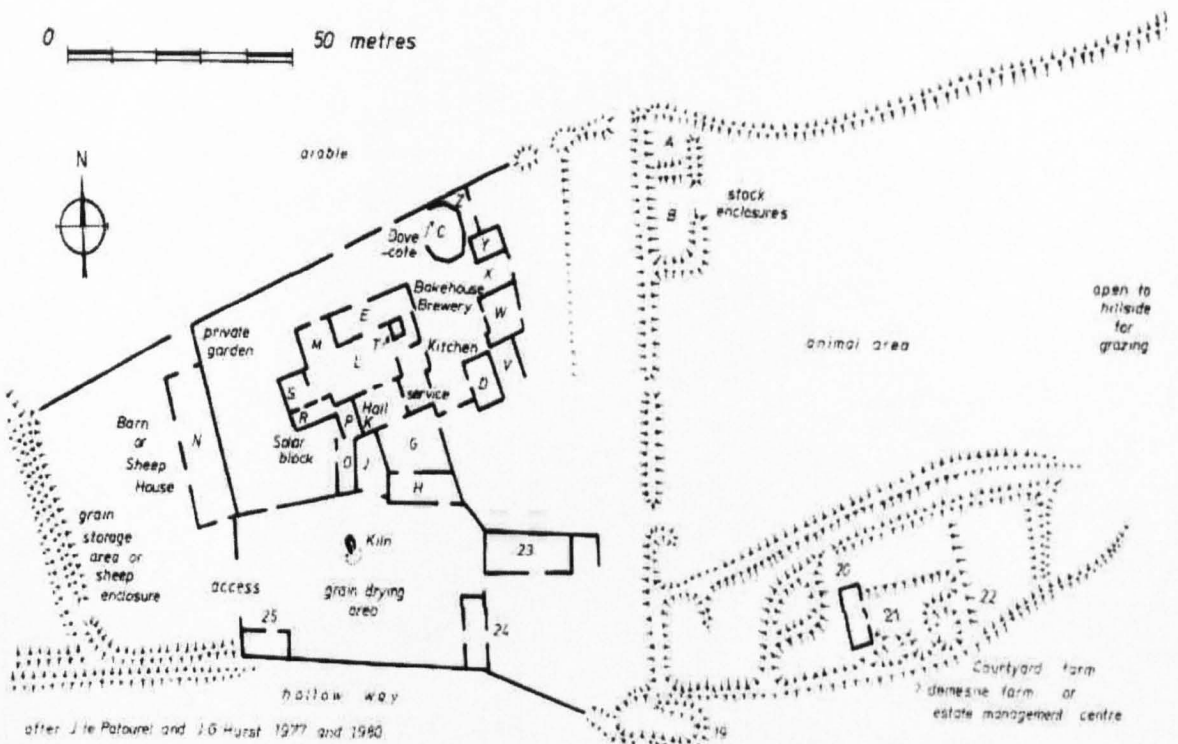 0 50 metres
N
arable
A
stock
enclosures
B
Z
C
Dove
-cote
Y
X
Bakehouse
Brewery
W
open to
hillside
for
grazing
private
garden
E
M
T
L
Kitchen
animal area
V
D
S
service
R
P
Hall
K
Barn
or
Sheep
House
N
Solar
block
G
O
J
H
grain
storage
area or
sheep
enclosure
Kiln
23
access
grain drying
area
20
21
22
25
24
Courtyard farm
? demesne farm or
estate management centre
hollow way
after J le Patourel and J G Hurst 1977 and 1980
19